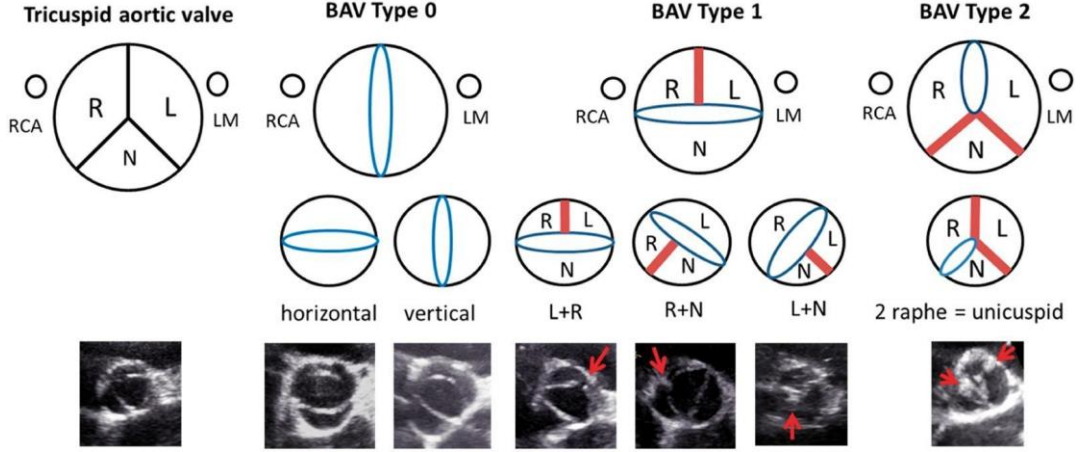 Tricuspid aortic valve
BAV Type 0
BAV Type 1
BAV Type 2
R
L
N
RCA
LM
RCA
LM
R
L
N
RCA
LM
R
L
N
RCA
LM
R
L
N
R
L
N
R
L
N
R
L
N
horizontal
vertical
L+R
R+N
L+N
2 raphe = unicuspid